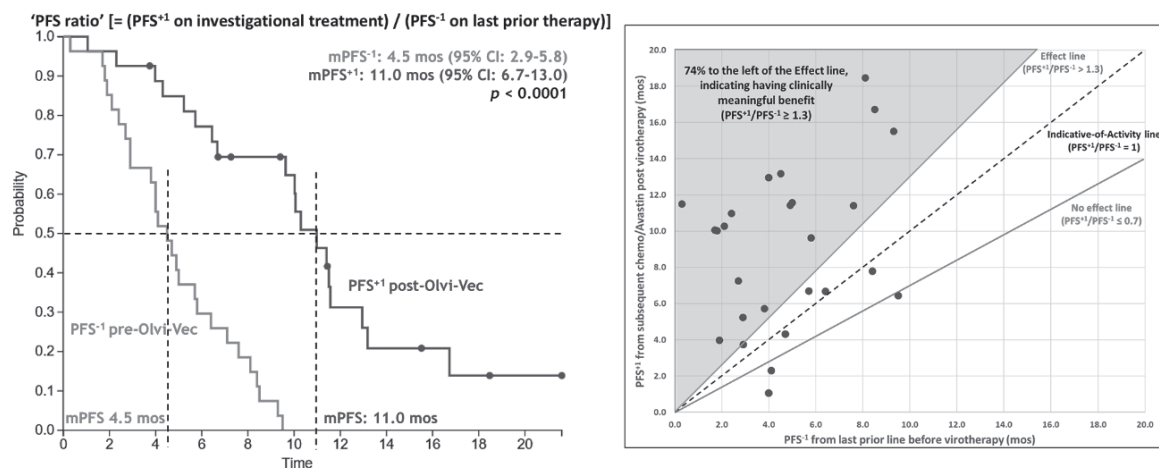 'PFS ratio' [= (PFS⁺¹ on investigational treatment) / (PFS⁻¹ on last prior therapy)]
mPFS⁻¹: 4.5 mos (95% CI: 2.9-5.8)
mPFS⁺¹: 11.0 mos (95% CI: 6.7-13.0)
p < 0.0001
Probability
1.0
0.9
0.8
0.7
0.6
0.5
0.4
0.3
0.2
0.1
0.0
PFS⁺¹ post-Olvi-Vec
PFS⁻¹ pre-Olvi-Vec
mPFS 4.5 mos
mPFS: 11.0 mos
0 2 4 6 8 10 12 14 16 18 20
Time
PFS⁺¹ from subsequent chemo/Avastin post virotherapy (mos)
20.0
18.0
16.0
14.0
12.0
10.0
8.0
6.0
4.0
2.0
0.0
74% to the left of the Effect line,
indicating having clinically
meaningful benefit
(PFS⁺¹/PFS⁻¹ ≥ 1.3)
Effect line
(PFS⁺¹/PFS⁻¹ > 1.3)
Indicative-of-Activity line
(PFS⁺¹/PFS⁻¹ = 1)
No effect line
(PFS⁺¹/PFS⁻¹ ≤ 0.7)
0.0 2.0 4.0 6.0 8.0 10.0 12.0 14.0 16.0 18.0 20.0
PFS⁻¹ from last prior line before virotherapy (mos)